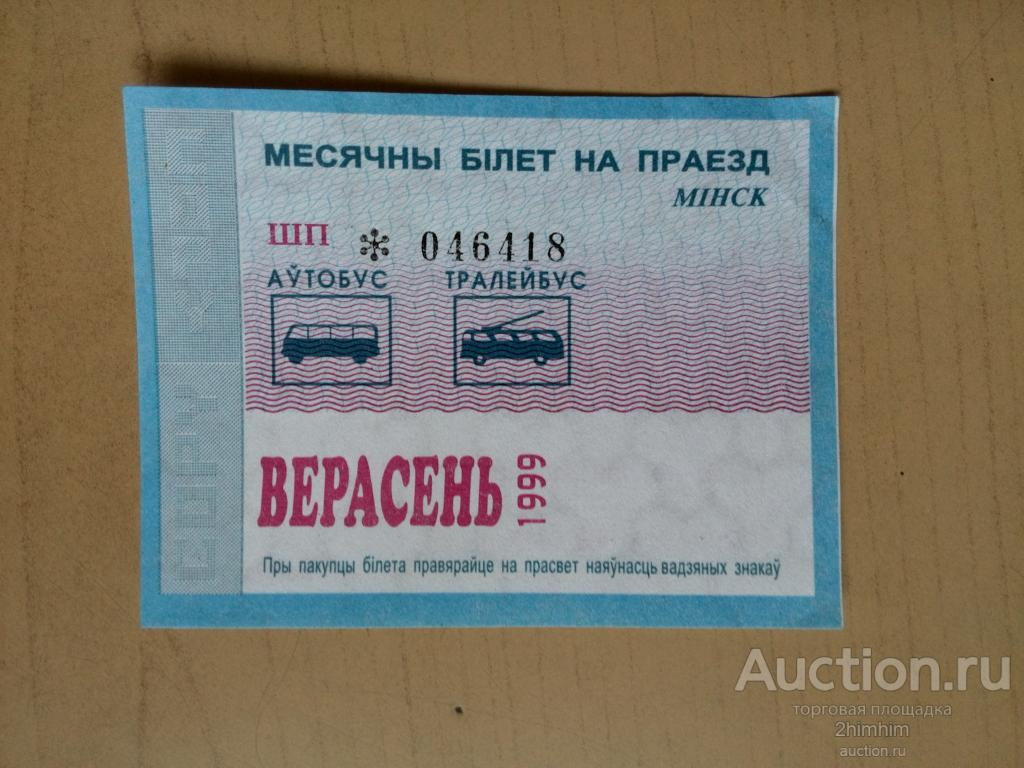 МЕСЯЧНЫ БІЛЕТ НА ПРАЕЗД
МІНСК
ШП * 046418
АЎТОБУС ТРАЛЕЙБУС
ВЕРАСЕНЬ 1999
Пры пакупцы білета правярайце на прасвет наяўнасць вадзяных знакаў
COPY
Auction.ru
торговая площадка
2himhim
auction.ru